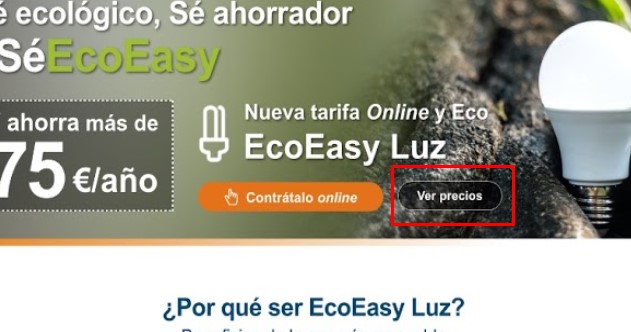 é ecológico, Sé ahorrador
SéEcoEasy
ahorra más de
75 €/año
Nueva tarifa Online y Eco
EcoEasy Luz
Contrátalo online
Ver precios
¿Por qué ser EcoEasy Luz?